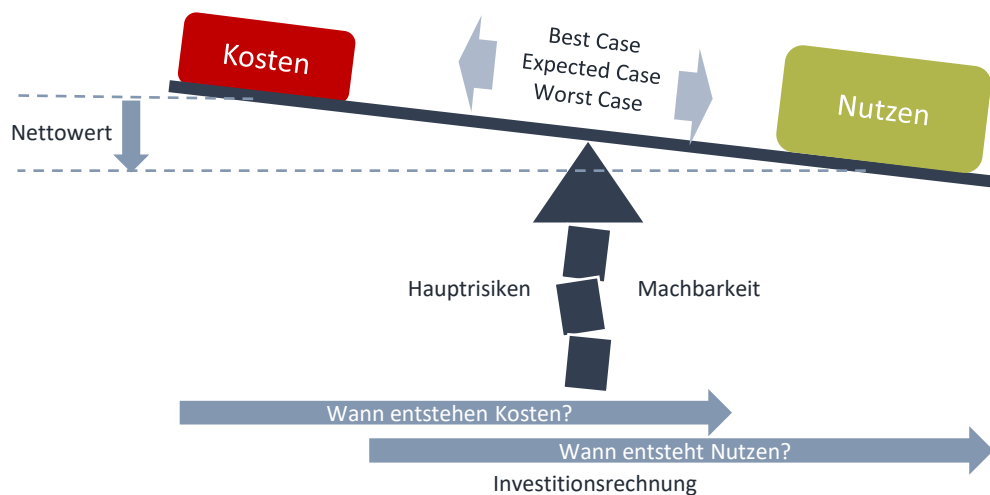 Kosten
Best Case
Expected Case
Worst Case
Nutzen
Nettowert
Hauptrisiken
Machbarkeit
Wann entstehen Kosten?
Wann entsteht Nutzen?
Investitionsrechnung